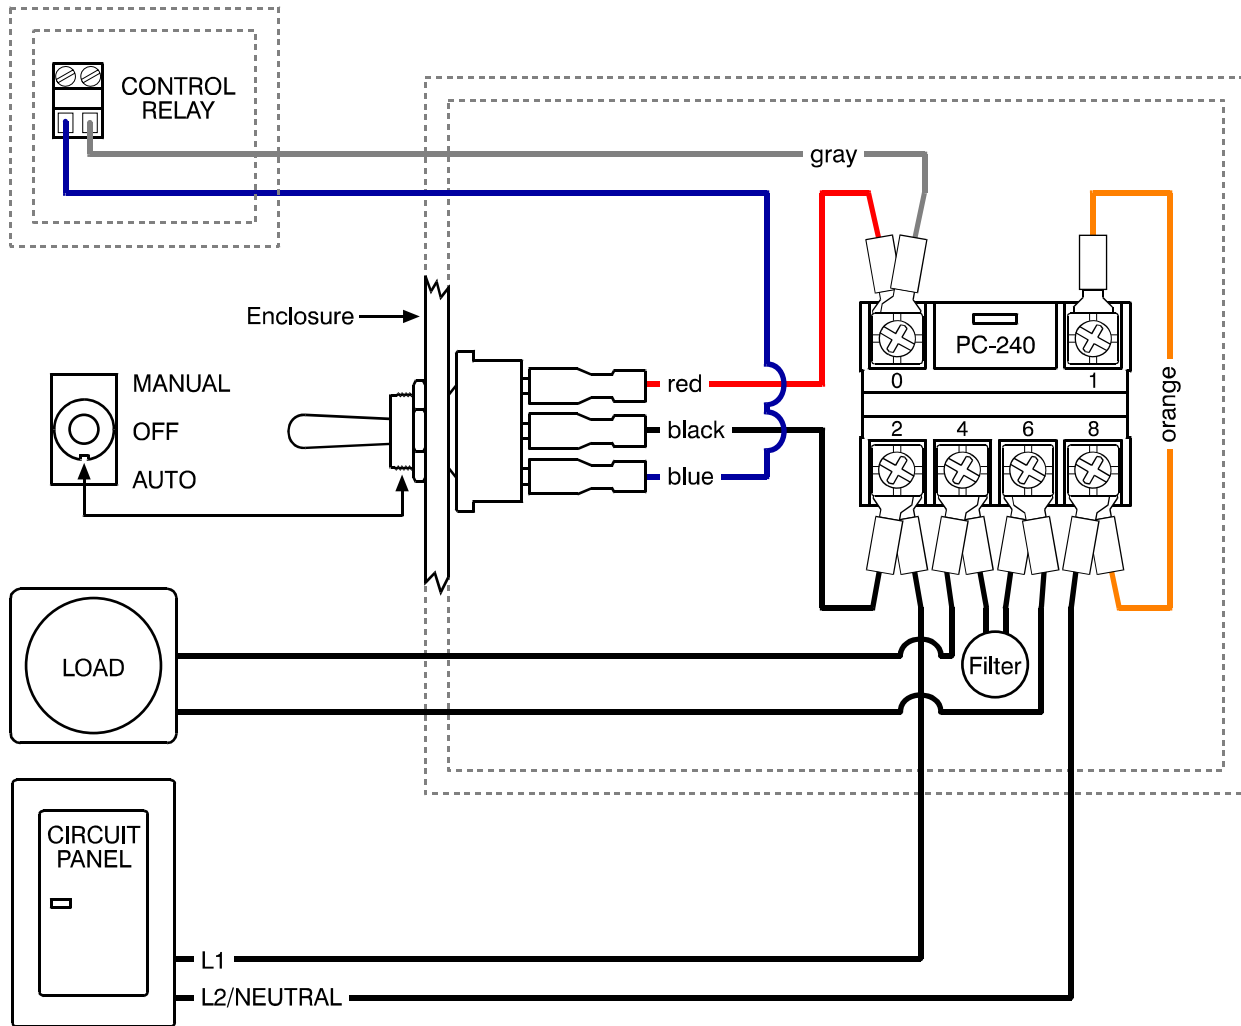 CONTROL
RELAY
gray
Enclosure
PC-240
0
1
MANUAL
OFF
AUTO
red
black
blue
2
4
6
8
orange
LOAD
Filter
CIRCUIT
PANEL
L1
L2/NEUTRAL